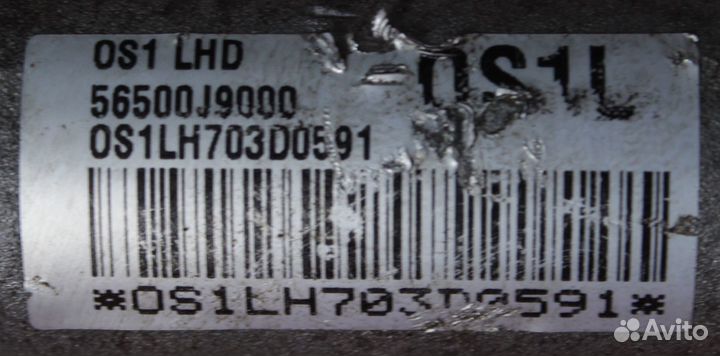 OS1 LHD
OS1L
56500J9000
OS1LH703D0591
*OS1LH703D0591*
Avito